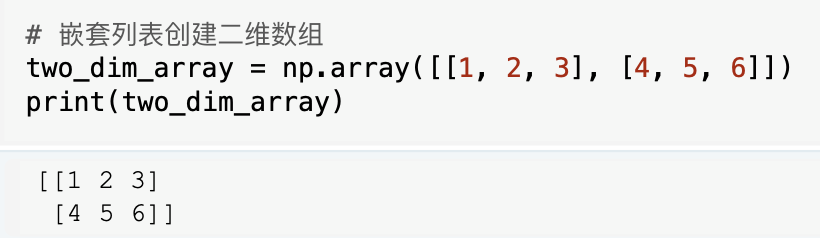 # 嵌套列表创建二维数组
two_dim_array = np.array([[1, 2, 3], [4, 5, 6]])
print(two_dim_array)
[[1 2 3]
 [4 5 6]]